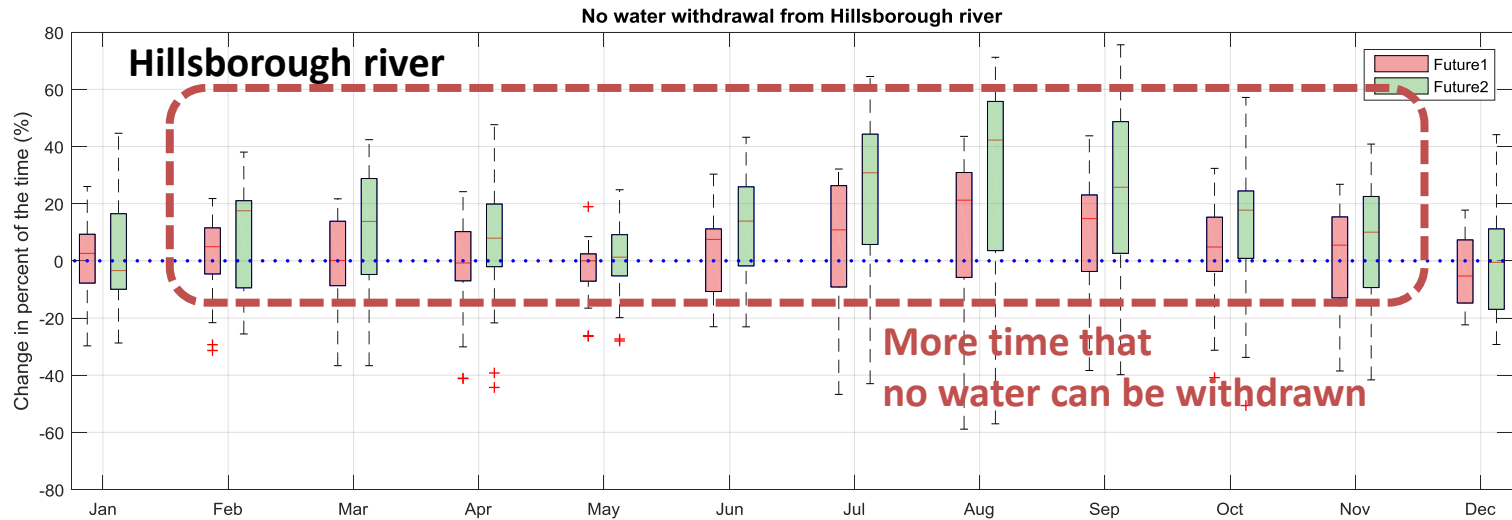 No water withdrawal from Hillsborough river
Hillsborough river
Future1
Future2
Change in percent of the time (%)
80
60
40
20
0
-20
-40
-60
-80
More time that
no water can be withdrawn
Jan Feb Mar Apr May Jun Jul Aug Sep Oct Nov Dec